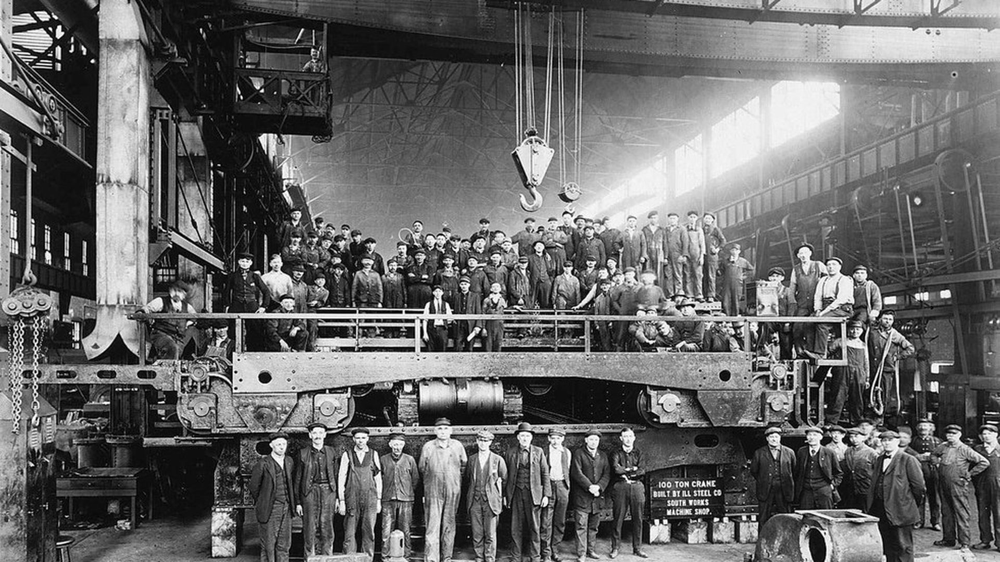 100 TON CRANE
BUILT BY ILL STEEL CO
SOUTH WORKS
MACHINE SHOP.